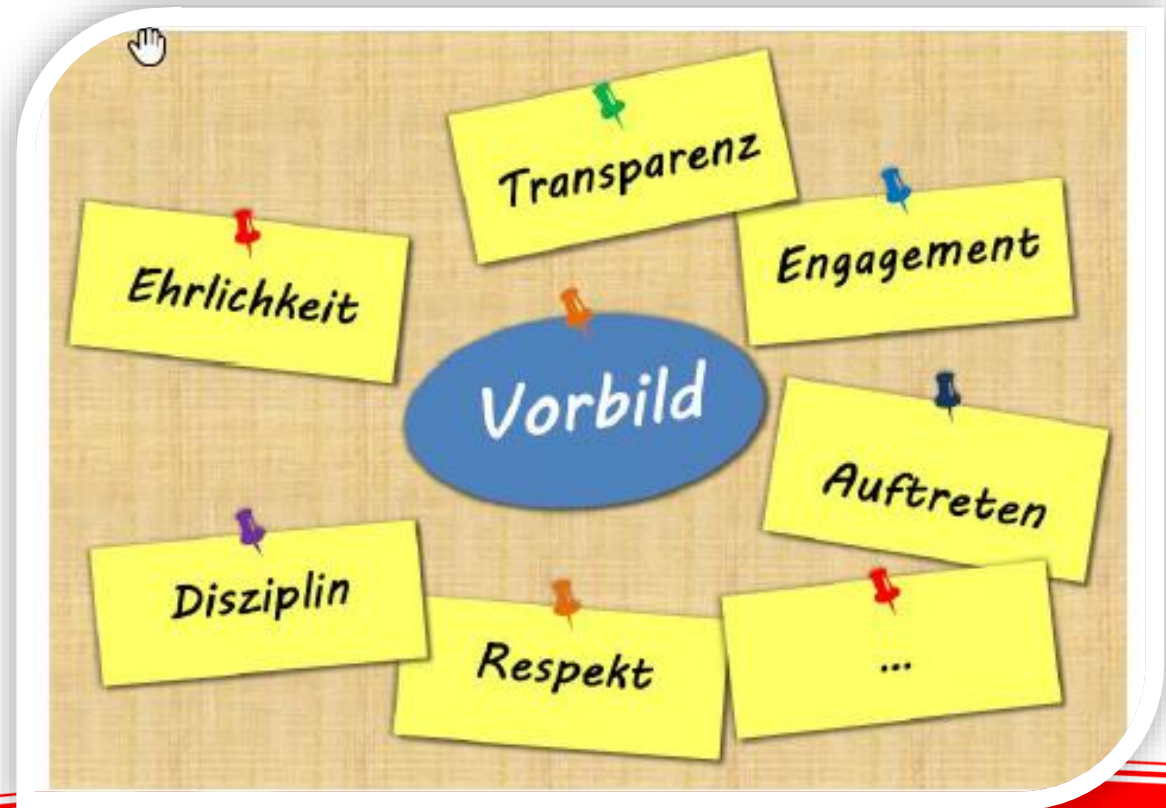 Transparenz
Engagement
Ehrlichkeit
Vorbild
Auftreten
Disziplin
Respekt
...